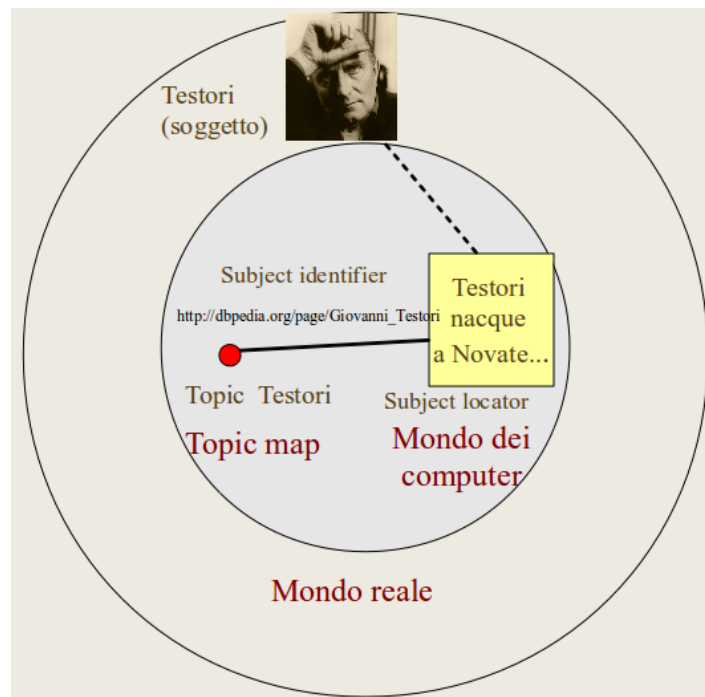 Testori
(soggetto)
Subject identifier
http://dbpedia.org/page/Giovanni_Testori
Testori
nacque
a Novate...
Topic Testori
Subject locator
Topic map
Mondo dei
computer
Mondo reale